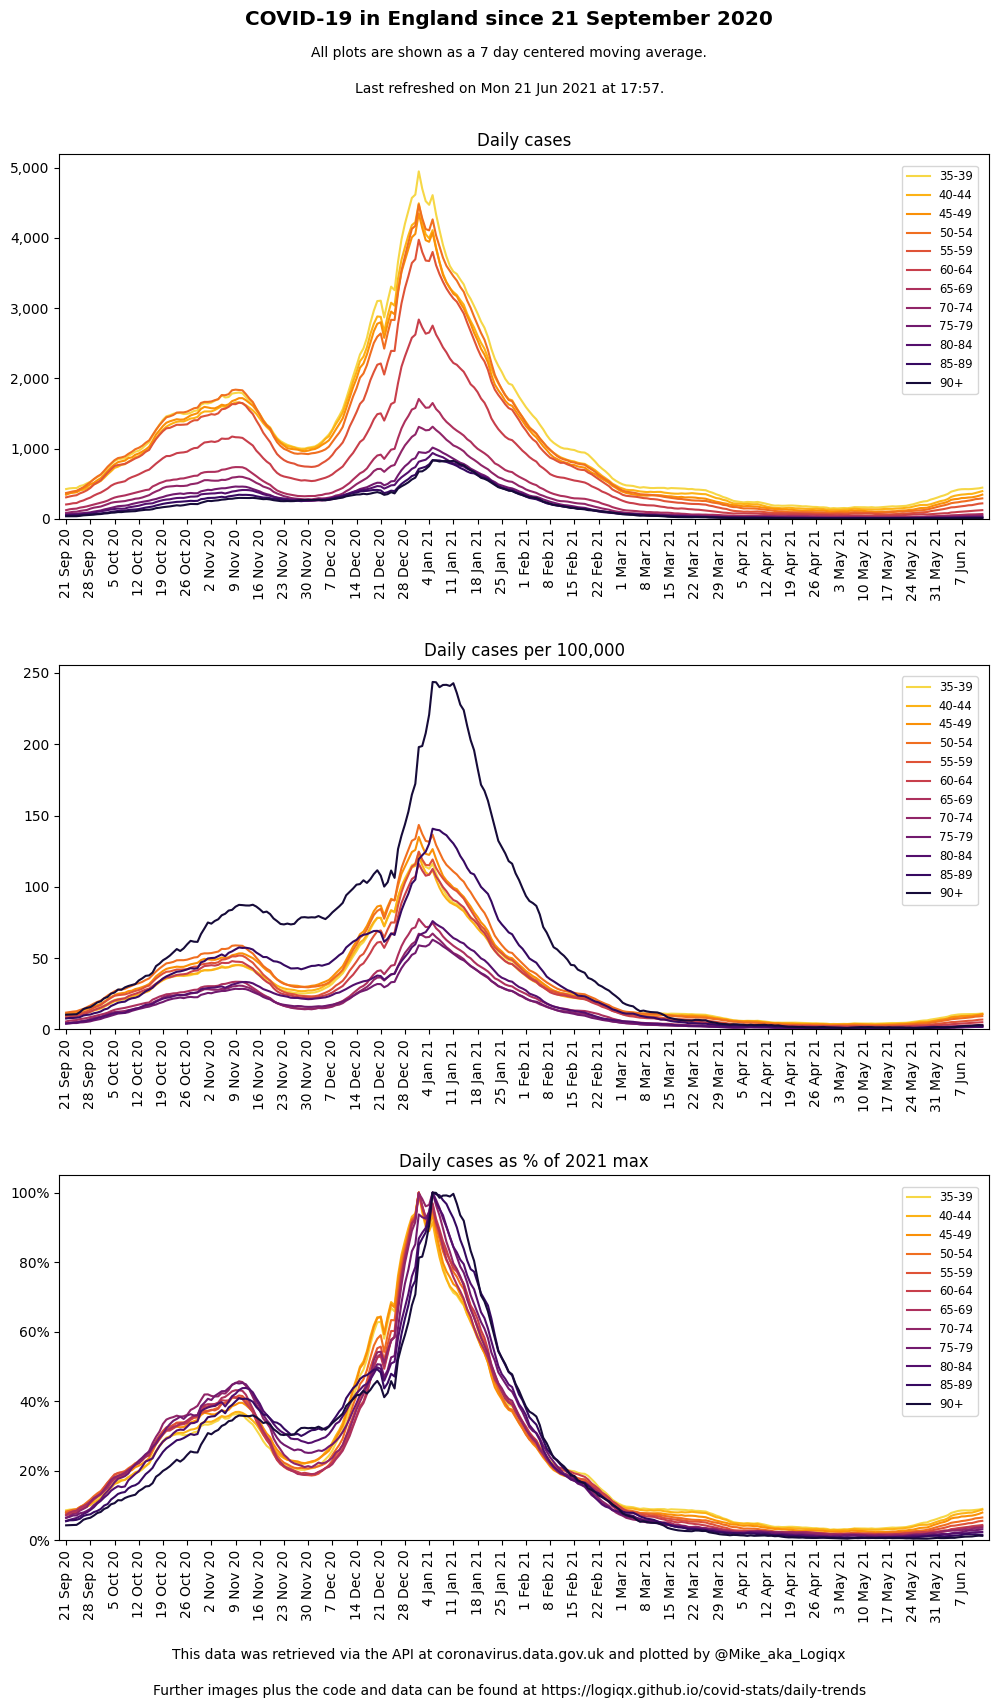 COVID-19 in England since 21 September 2020
All plots are shown as a 7 day centered moving average.
Last refreshed on Mon 21 Jun 2021 at 17:57.
Daily cases
5,000
4,000
3,000
2,000
1,000
0
35-39
40-44
45-49
50-54
55-59
60-64
65-69
70-74
75-79
80-84
85-89
90+
21 Sep 20
28 Sep 20
5 Oct 20
12 Oct 20
19 Oct 20
26 Oct 20
2 Nov 20
9 Nov 20
16 Nov 20
23 Nov 20
30 Nov 20
7 Dec 20
14 Dec 20
21 Dec 20
28 Dec 20
4 Jan 21
11 Jan 21
18 Jan 21
25 Jan 21
1 Feb 21
8 Feb 21
15 Feb 21
22 Feb 21
1 Mar 21
8 Mar 21
15 Mar 21
22 Mar 21
29 Mar 21
5 Apr 21
12 Apr 21
19 Apr 21
26 Apr 21
3 May 21
10 May 21
17 May 21
24 May 21
31 May 21
7 Jun 21
Daily cases per 100,000
250
200
150
100
50
0
35-39
40-44
45-49
50-54
55-59
60-64
65-69
70-74
75-79
80-84
85-89
90+
21 Sep 20
28 Sep 20
5 Oct 20
12 Oct 20
19 Oct 20
26 Oct 20
2 Nov 20
9 Nov 20
16 Nov 20
23 Nov 20
30 Nov 20
7 Dec 20
14 Dec 20
21 Dec 20
28 Dec 20
4 Jan 21
11 Jan 21
18 Jan 21
25 Jan 21
1 Feb 21
8 Feb 21
15 Feb 21
22 Feb 21
1 Mar 21
8 Mar 21
15 Mar 21
22 Mar 21
29 Mar 21
5 Apr 21
12 Apr 21
19 Apr 21
26 Apr 21
3 May 21
10 May 21
17 May 21
24 May 21
31 May 21
7 Jun 21
Daily cases as % of 2021 max
100%
80%
60%
40%
20%
0%
35-39
40-44
45-49
50-54
55-59
60-64
65-69
70-74
75-79
80-84
85-89
90+
21 Sep 20
28 Sep 20
5 Oct 20
12 Oct 20
19 Oct 20
26 Oct 20
2 Nov 20
9 Nov 20
16 Nov 20
23 Nov 20
30 Nov 20
7 Dec 20
14 Dec 20
21 Dec 20
28 Dec 20
4 Jan 21
11 Jan 21
18 Jan 21
25 Jan 21
1 Feb 21
8 Feb 21
15 Feb 21
22 Feb 21
1 Mar 21
8 Mar 21
15 Mar 21
22 Mar 21
29 Mar 21
5 Apr 21
12 Apr 21
19 Apr 21
26 Apr 21
3 May 21
10 May 21
17 May 21
24 May 21
31 May 21
7 Jun 21
This data was retrieved via the API at coronavirus.data.gov.uk and plotted by @Mike_aka_Logiqx
Further images plus the code and data can be found at https://logiqx.github.io/covid-stats/daily-trends